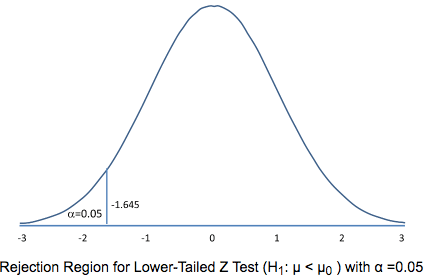 -1.645
α=0.05
-3 -2 -1 0 1 2 3
Rejection Region for Lower-Tailed Z Test (H1: μ < μ0 ) with α =0.05